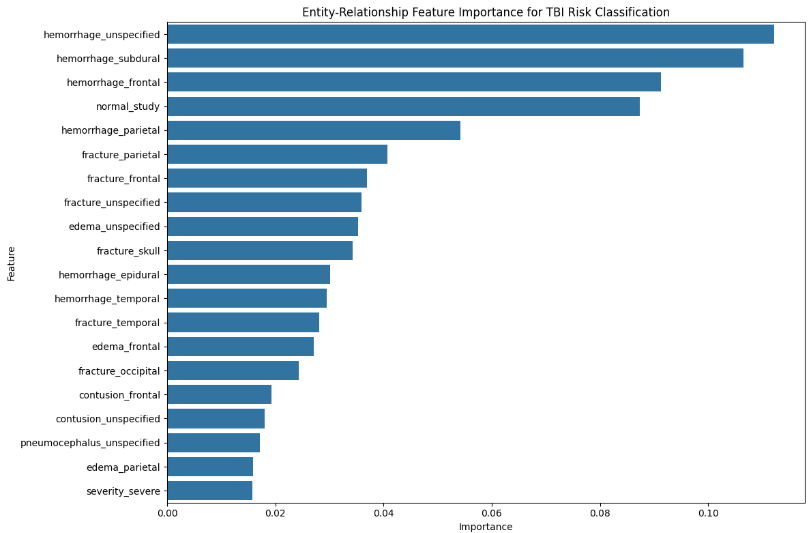 Entity-Relationship Feature Importance for TBI Risk Classification
hemorrhage_unspecified
hemorrhage_subdural
hemorrhage_frontal
normal_study
hemorrhage_parietal
fracture_parietal
fracture_frontal
fracture_unspecified
edema_unspecified
fracture_skull
hemorrhage_epidural
hemorrhage_temporal
fracture_temporal
edema_frontal
fracture_occipital
contusion_frontal
contusion_unspecified
pneumocephalus_unspecified
edema_parietal
severity_severe
Feature
0.00 0.02 0.04 0.06 0.08 0.10
Importance